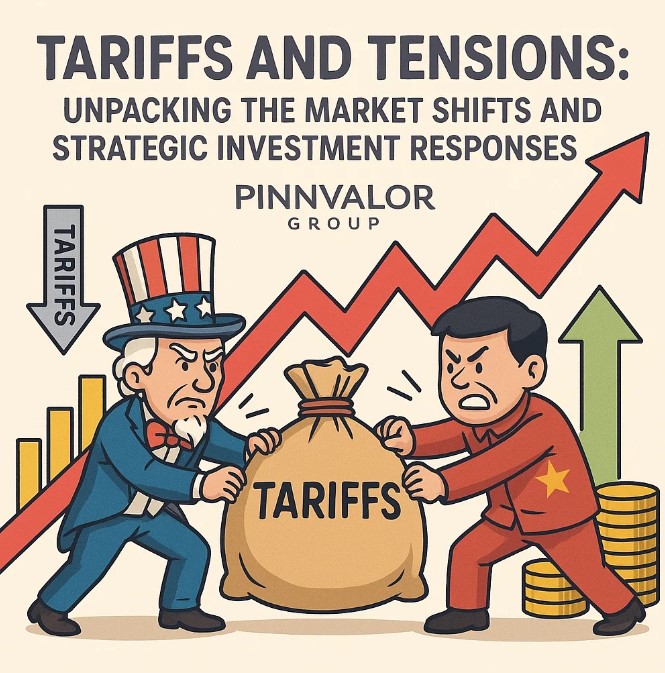 TARIFFS AND TENSIONS:
UNPACKING THE MARKET SHIFTS AND
STRATEGIC INVESTMENT RESPONSES
PINNVALOR
GROUP
TARIFFS
TARIFFS